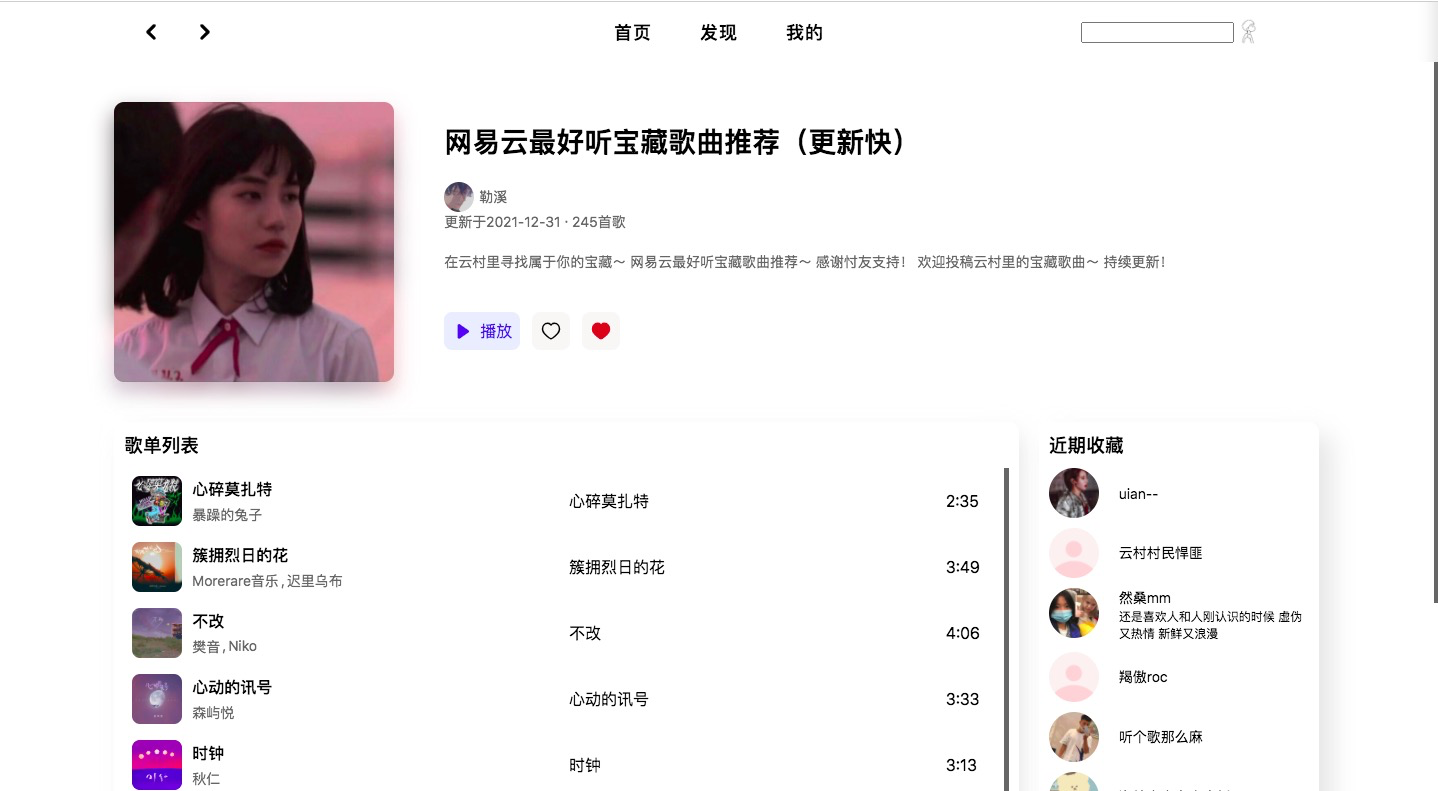 首页 发现 我的
网易云最好听宝藏歌曲推荐（更新快）
勒溪
更新于2021-12-31 · 245首歌
在云村里寻找属于你的宝藏～ 网易云最好听宝藏歌曲推荐～ 感谢忖友支持！ 欢迎投稿云村里的宝藏歌曲～ 持续更新！
播放
歌单列表
心碎莫扎特
暴躁的兔子
心碎莫扎特
2:35
簇拥烈日的花
Morerare音乐 , 迟里乌布
簇拥烈日的花
3:49
不改
樊音 , Niko
不改
4:06
心动的讯号
森屿悦
心动的讯号
3:33
时钟
秋仁
时钟
3:13
近期收藏
uian--
云村村民悍匪
然桑mm
还是喜欢人和人刚认识的时候 虚伪
又热情 新鲜又浪漫
羯傲roc
听个歌那么麻